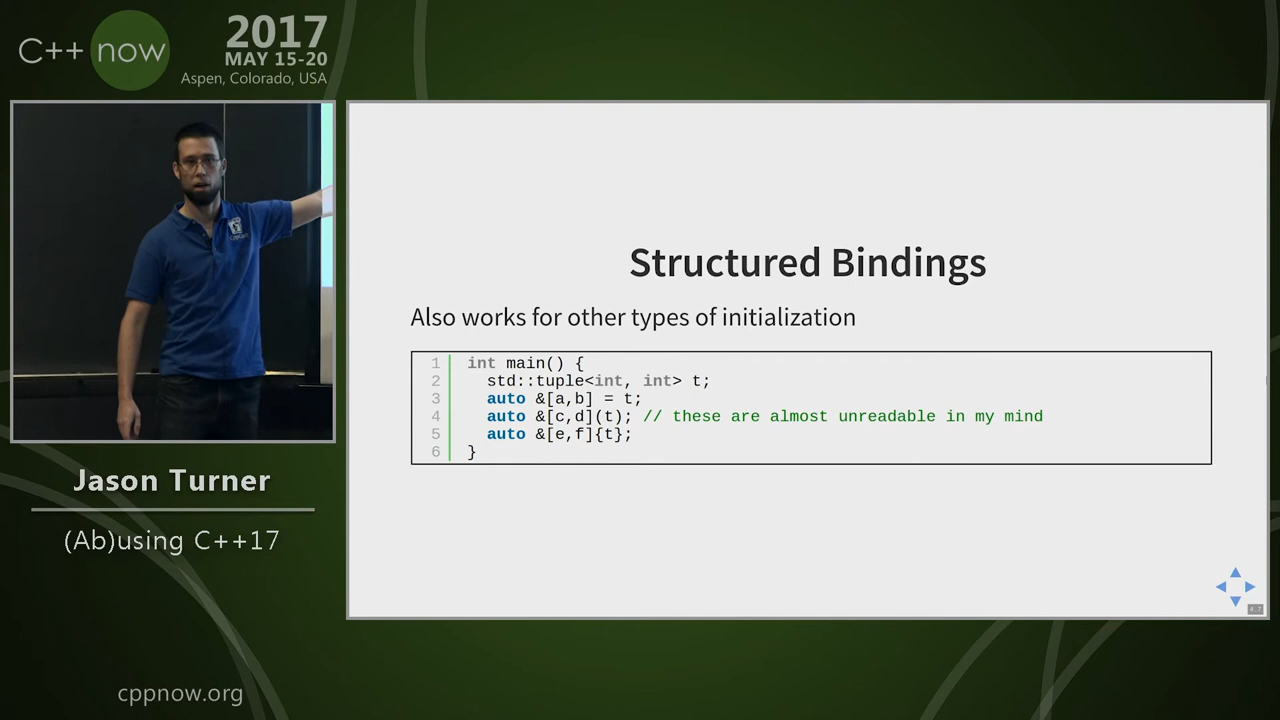 C++ now
2017
MAY 15-20
Aspen, Colorado, USA
Structured Bindings
Also works for other types of initialization
1 int main() {
2 std::tuple<int, int> t;
3 auto &[a,b] = t;
4 auto &[c,d](t); // these are almost unreadable in my mind
5 auto &[e,f]{t};
6 }
Jason Turner
(Ab)using C++17
cppnow.org